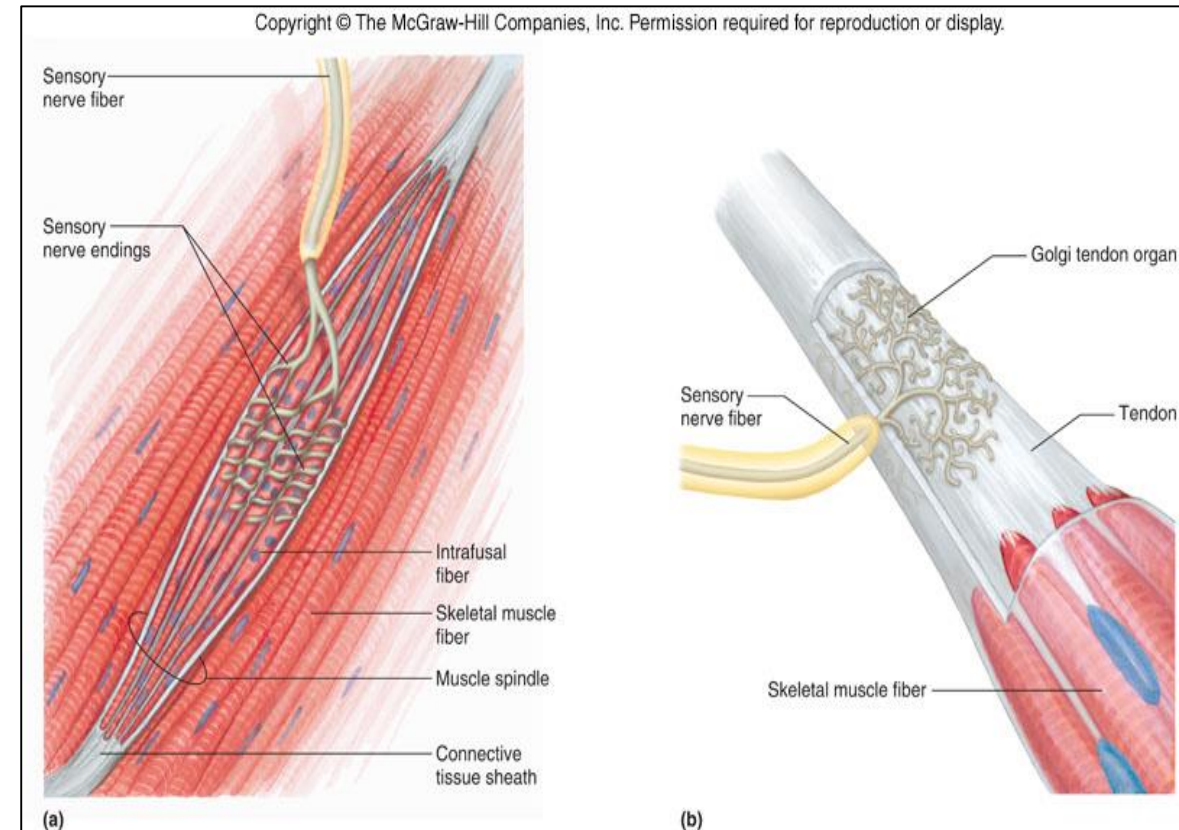 Copyright © The McGraw-Hill Companies, Inc. Permission required for reproduction or display.
Sensory
nerve fiber
Sensory
nerve endings
Intrafusal
fiber
Skeletal muscle
fiber
Muscle spindle
Connective
tissue sheath
(a)
Golgi tendon organ
Sensory
nerve fiber
Tendon
Skeletal muscle fiber
(b)